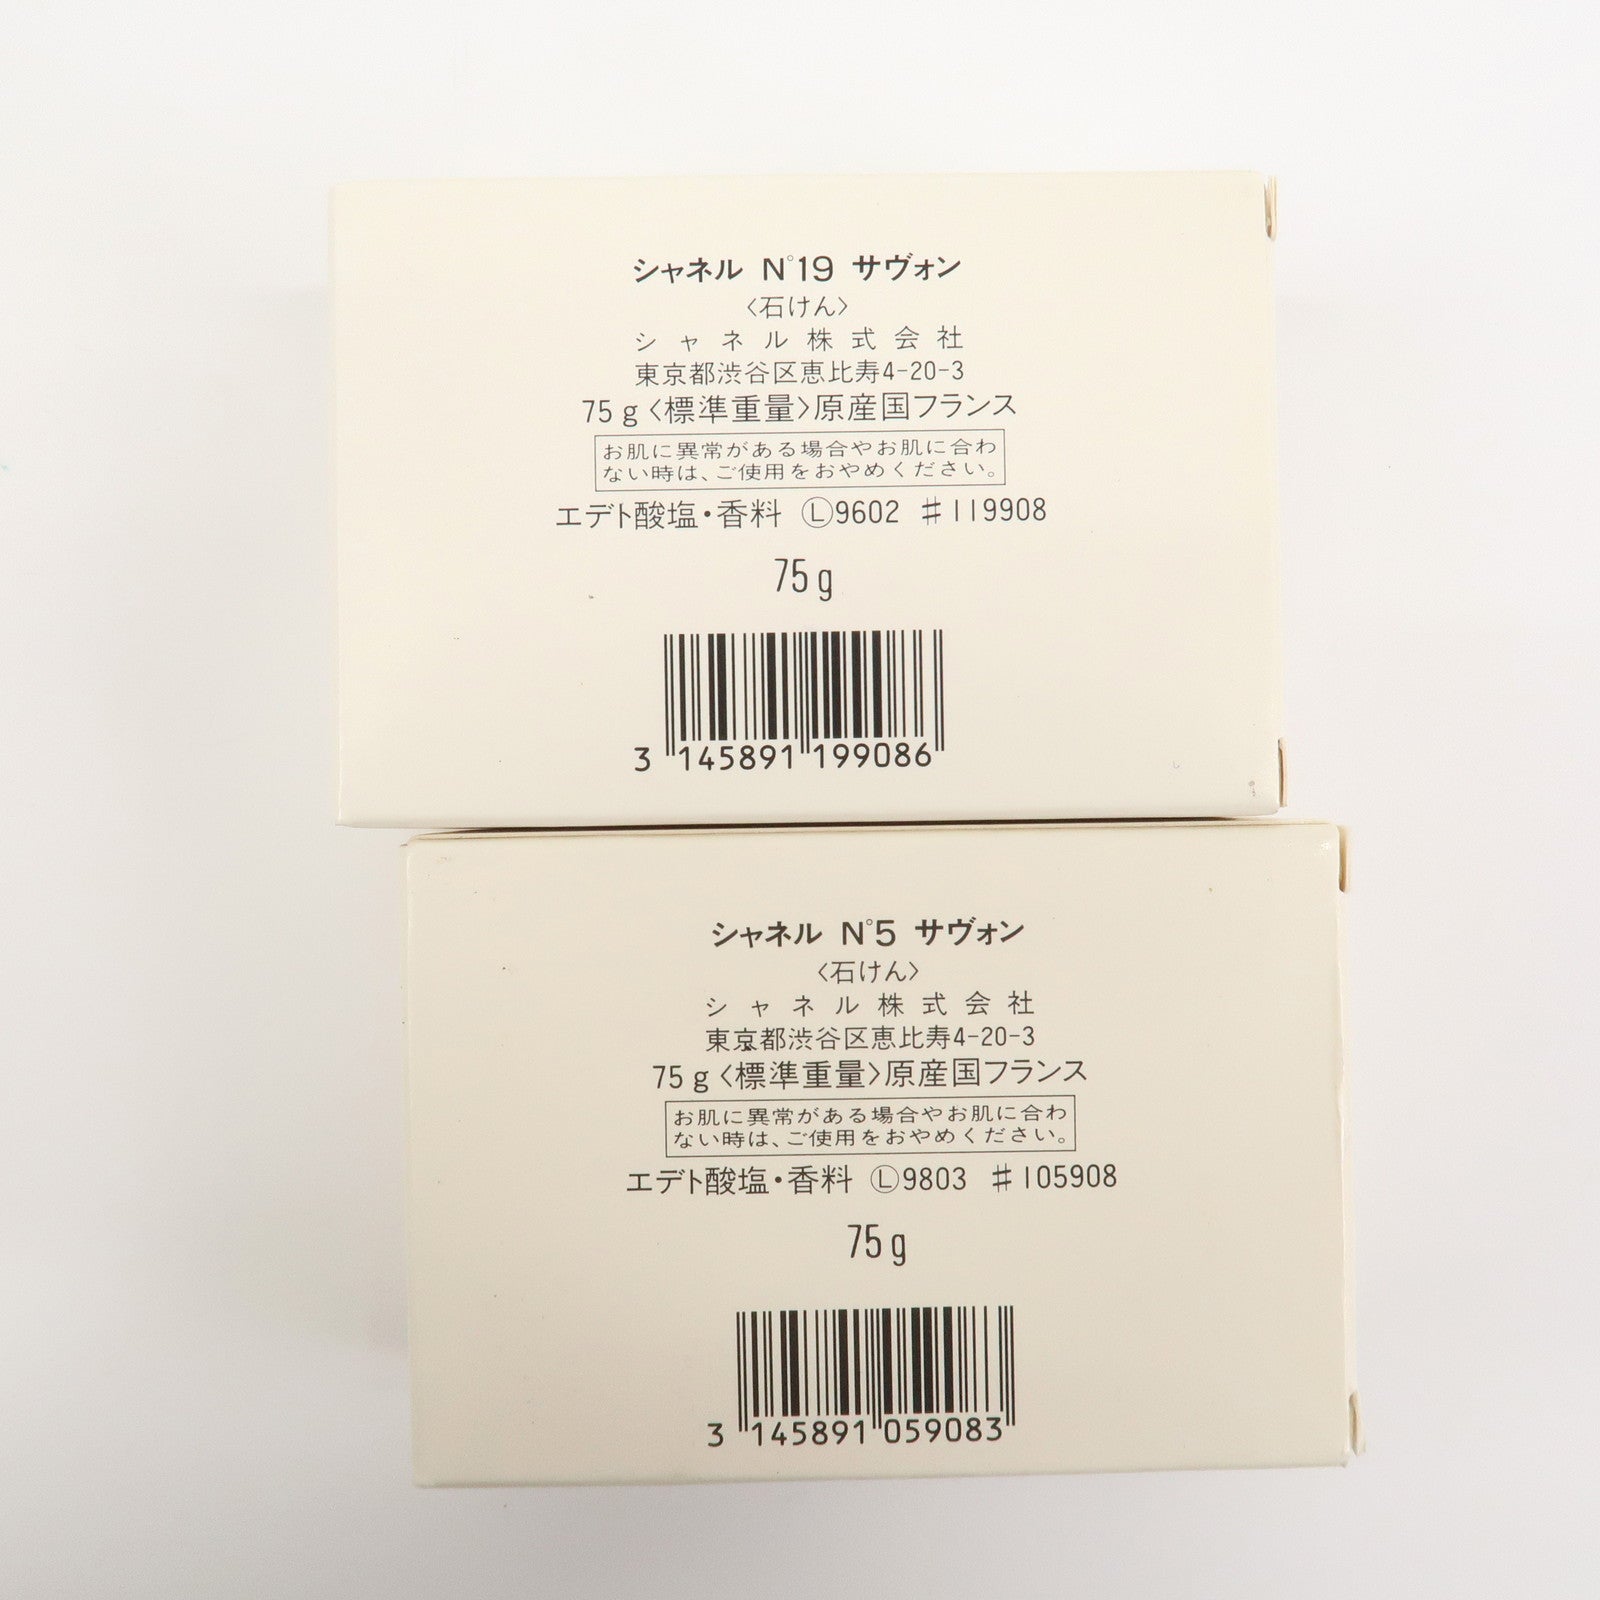 シャネル N°19 サヴォン
〈石けん〉
シャネル株式会社
東京都渋谷区恵比寿4-20-3
75g〈標準重量〉原産国フランス
お肌に異常がある場合やお肌に合わ
ない時は、ご使用をおやめください。
エデト酸塩・香料 Ⓛ9602 #119908
75g
3 145891 199086
シャネル N°5 サヴォン
〈石けん〉
シャネル株式会社
東京都渋谷区恵比寿4-20-3
75g〈標準重量〉原産国フランス
お肌に異常がある場合やお肌に合わ
ない時は、ご使用をおやめください。
エデト酸塩・香料 Ⓛ9803 #105908
75g
3 145891 059083